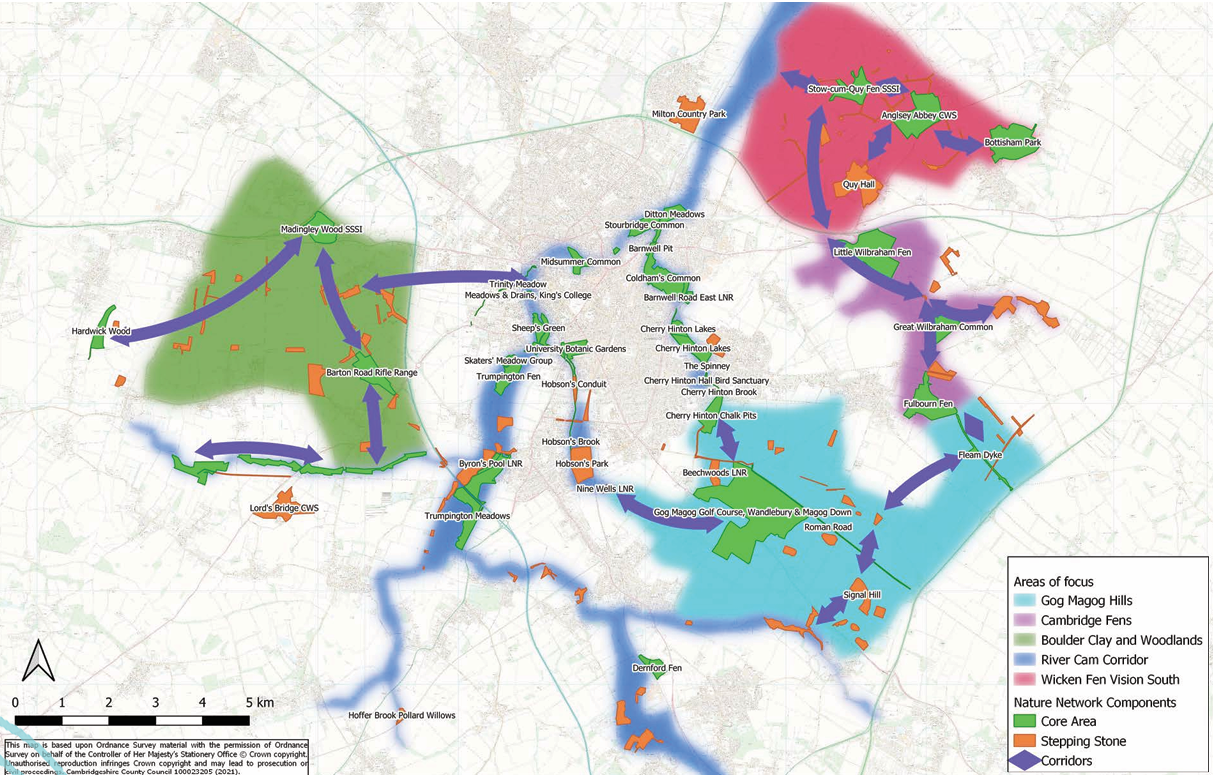 Stow-cum-Quy Fen SSSI
Milton Country Park
Anglsey Abbey CWS
Bottisham Park
Quy Hall
Ditton Meadows
Stourbridge Common
Madingley Wood SSSI
Barnwell Pit
Little Wilbraham Fen
Midsummer Common
Coldham's Common
Trinity Meadow
Meadows & Drains, King's College
Barnwell Road East LNR
Hardwick Wood
Sheep's Green
Cherry Hinton Lakes
Great Wilbraham Common
University Botanic Gardens
Cherry Hinton Lakes
Skaters' Meadow Group
The Spinney
Barton Road Rifle Range
Trumpington Fen
Hobson's Conduit
Cherry Hinton Hall Bird Sanctuary
Cherry Hinton Brook
Fulbourn Fen
Cherry Hinton Chalk Pits
Hobson's Brook
Fleam Dyke
Byron's Pool LNR
Hobson's Park
Beechwoods LNR
Nine Wells LNR
Lord's Bridge CWS
Trumpington Meadows
Gog Magog Golf Course, Wandlebury & Magog Down
Roman Road
Signal Hill
Dernford Fen
Hoffer Brook Pollard Willows
Areas of focus
Gog Magog Hills
Cambridge Fens
Boulder Clay and Woodlands
River Cam Corridor
Wicken Fen Vision South
Nature Network Components
Core Area
Stepping Stone
Corridors
0 1 2 3 4 5 km
This map is based upon Ordnance Survey material with the permission of Ordnance
Survey on behalf of the Controller of Her Majesty's Stationery Office © Crown copyright.
Unauthorised reproduction infringes Crown copyright and may lead to prosecution or
civil proceedings. Cambridgeshire County Council 100023205 (2021).